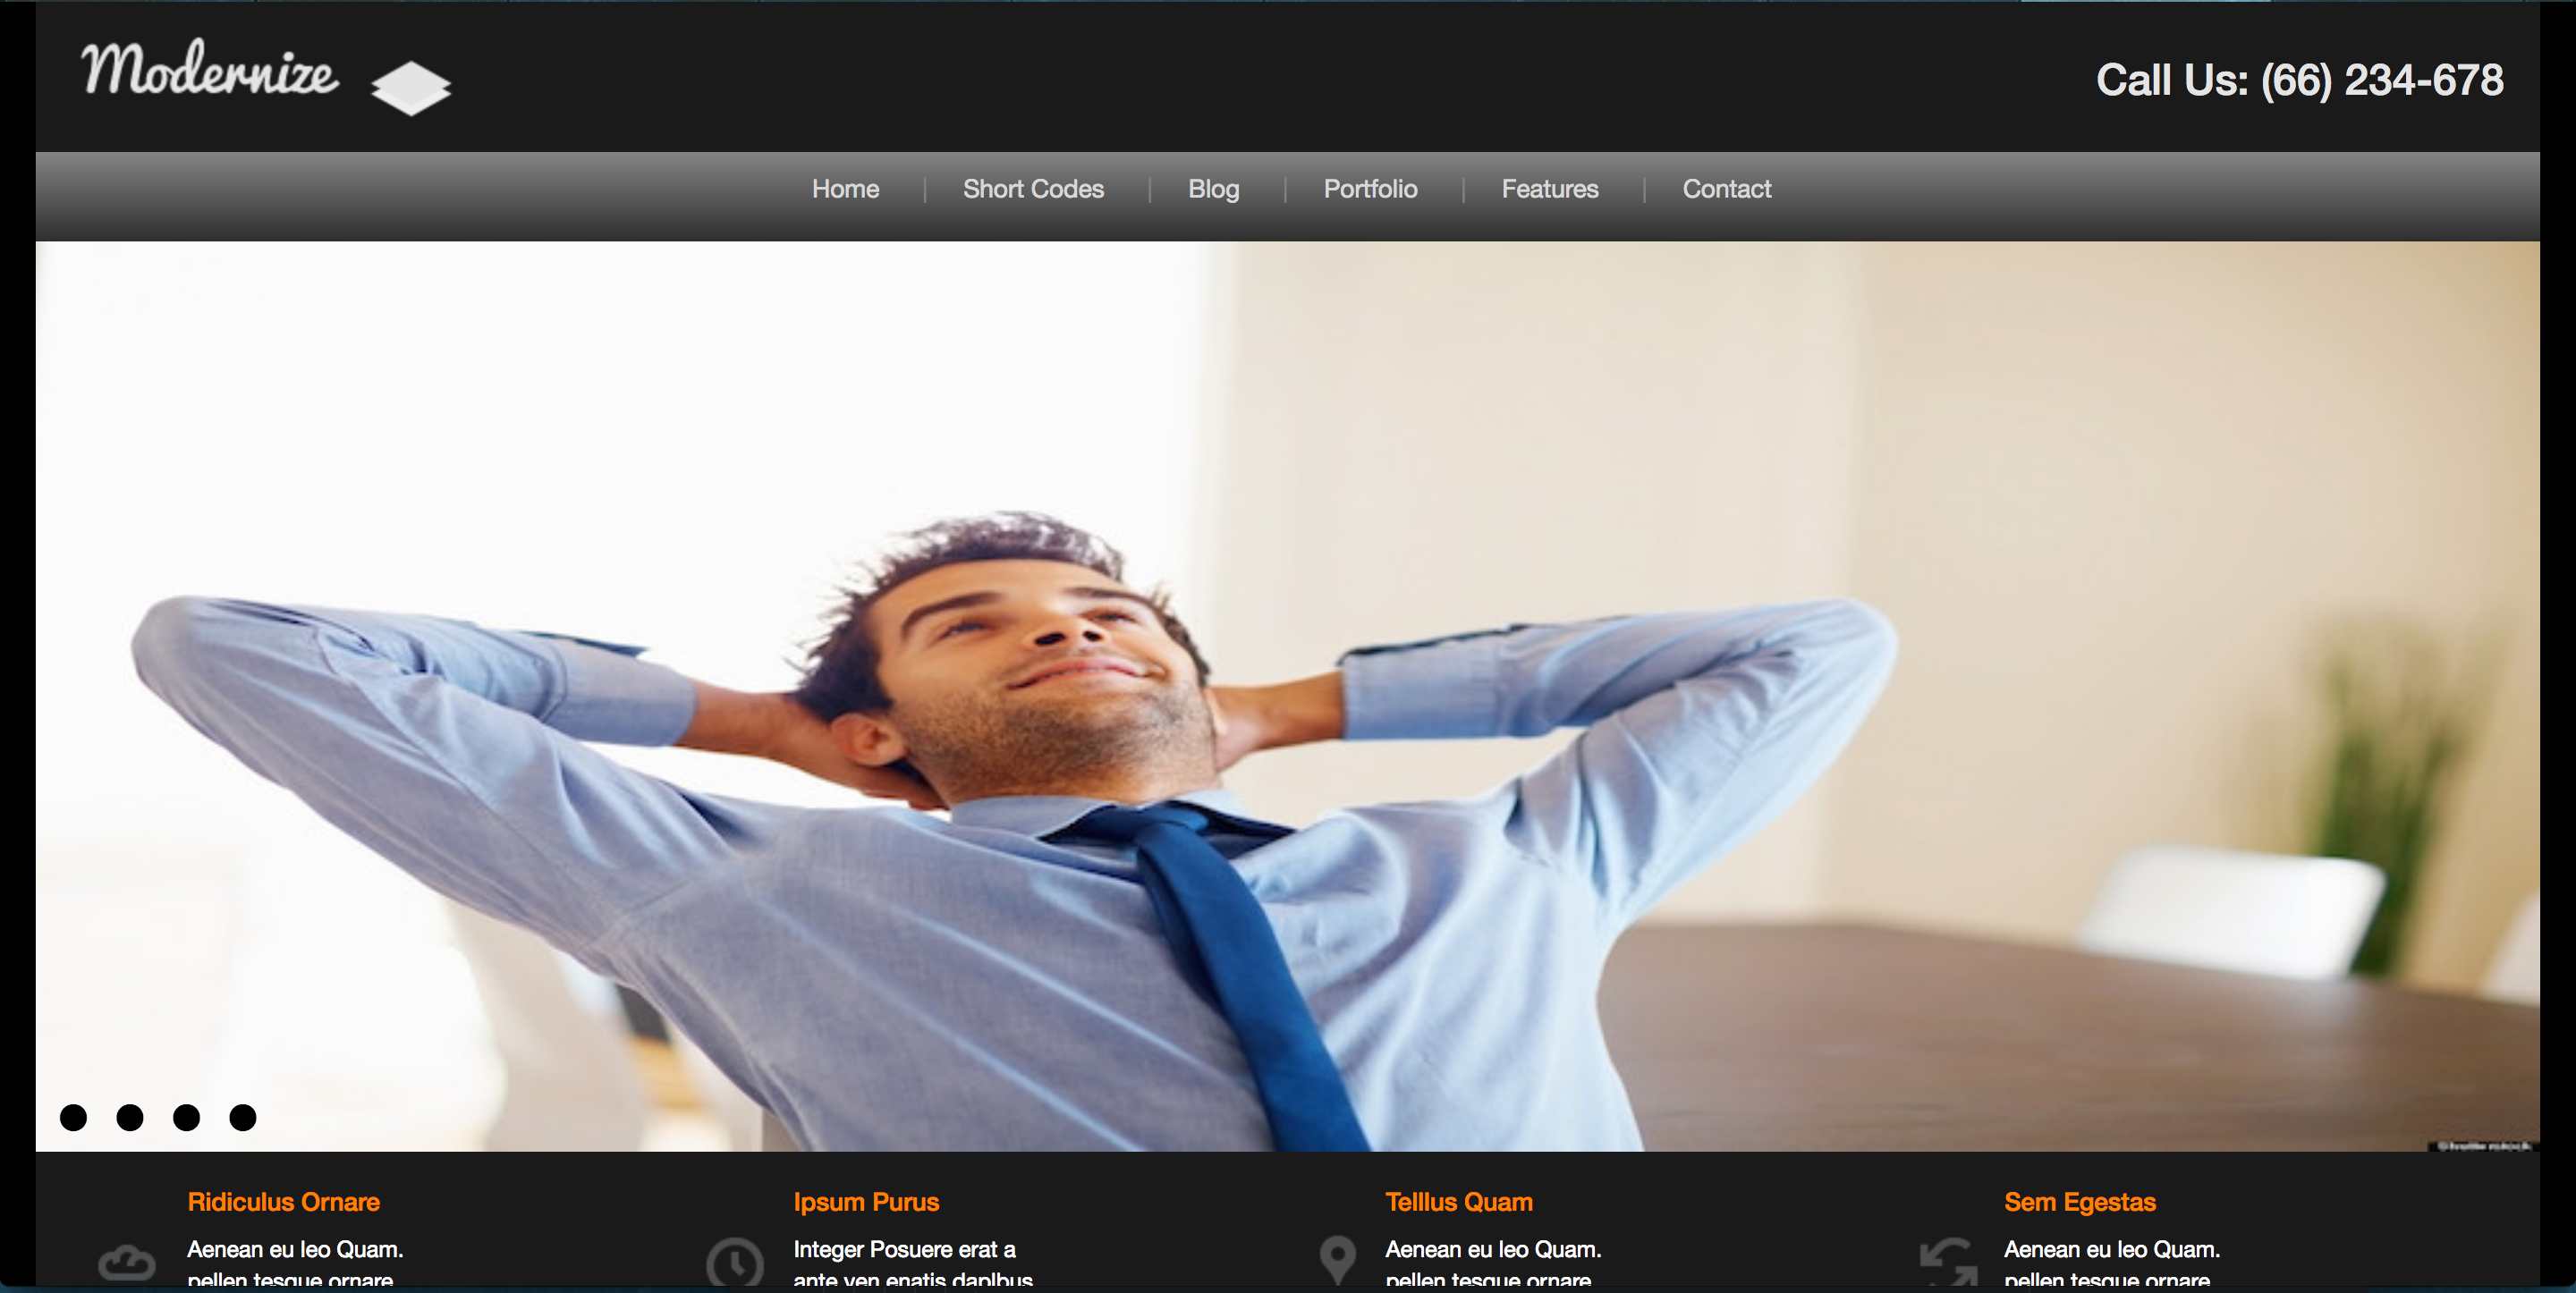 Modernize
Call Us: (66) 234-678
Home | Short Codes | Blog | Portfolio | Features | Contact
Ridiculus Ornare
Aenean eu leo Quam.
pellen tesque ornare
Ipsum Purus
Integer Posuere erat a
ante ven enatis dapIbus
Telllus Quam
Aenean eu leo Quam.
pellen tesque ornare
Sem Egestas
Aenean eu leo Quam.
pellen tesque ornare